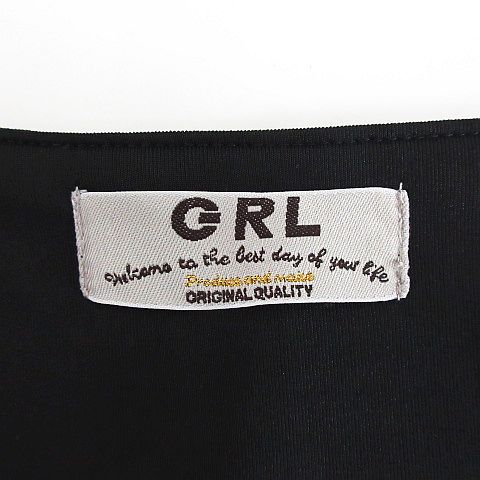 GRL
Welcome to the best day of your life
Produce and made
ORIGINAL QUALITY